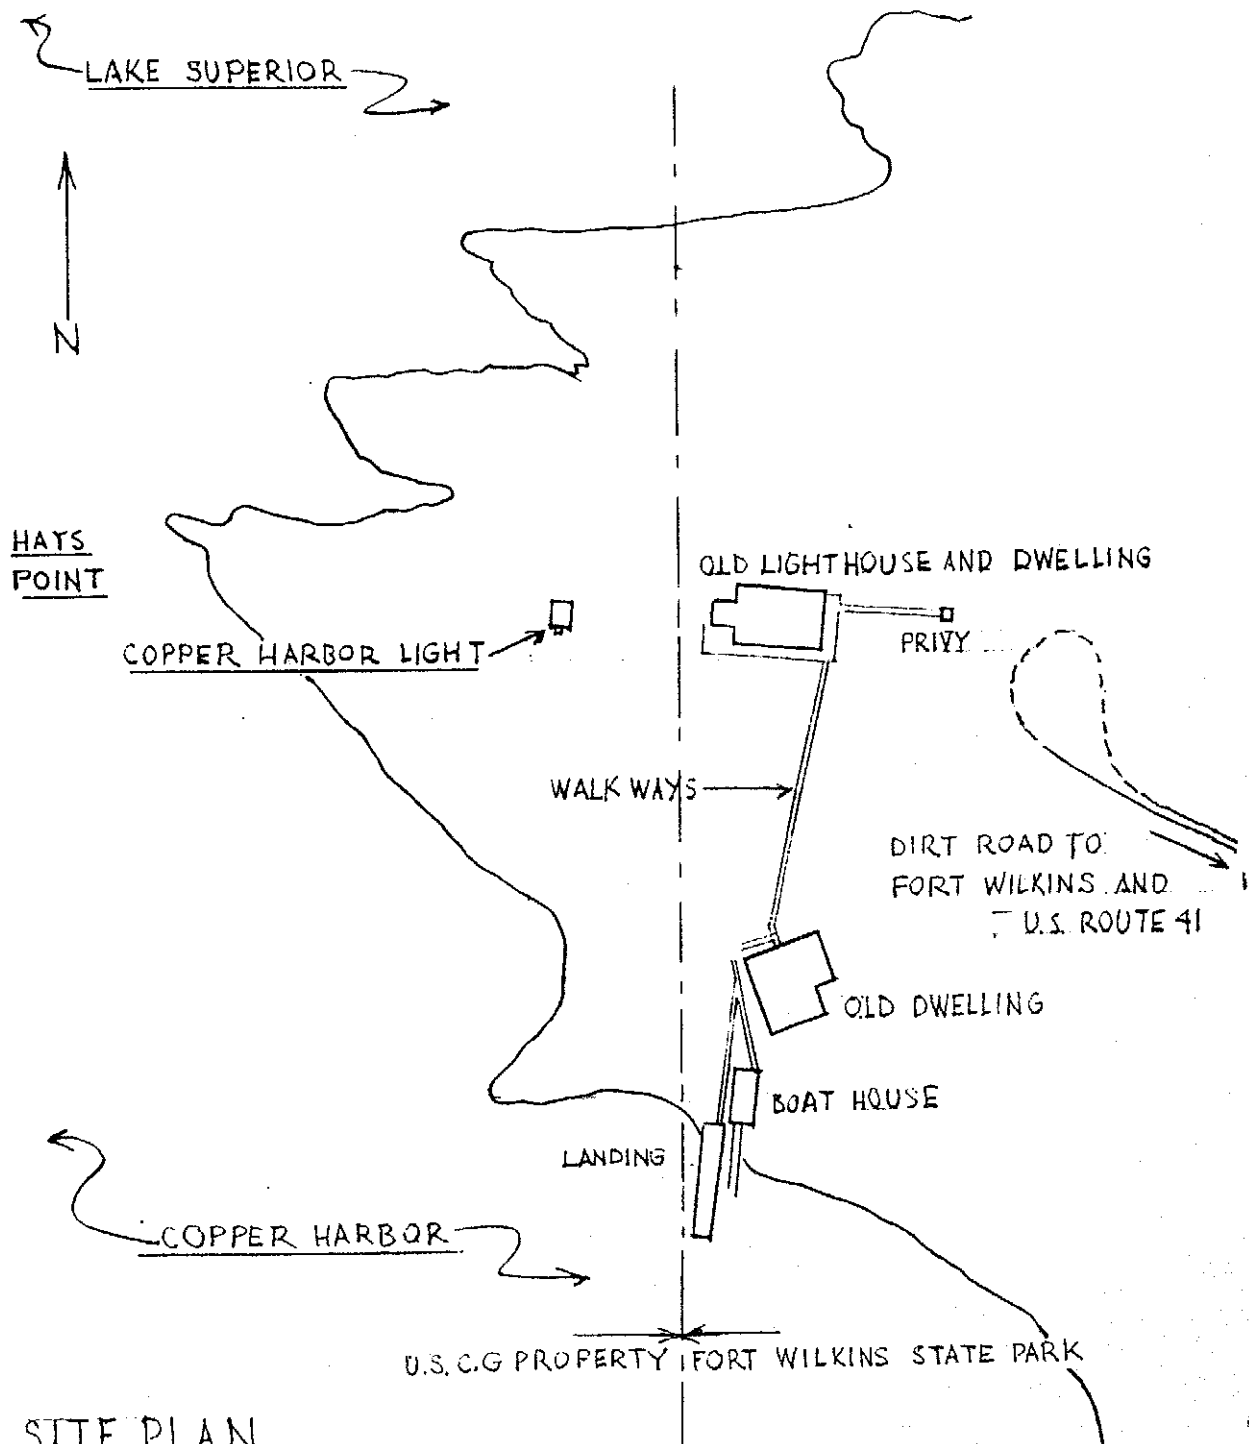 LAKE SUPERIOR
N
HAYS
POINT
OLD LIGHTHOUSE AND DWELLING
COPPER HARBOR LIGHT
PRIVY
WALK WAYS
DIRT ROAD TO
FORT WILKINS AND
U.S. ROUTE 41
OLD DWELLING
BOAT HOUSE
LANDING
COPPER HARBOR
U.S.C.G PROPERTY FORT WILKINS STATE PARK
SITE PLAN